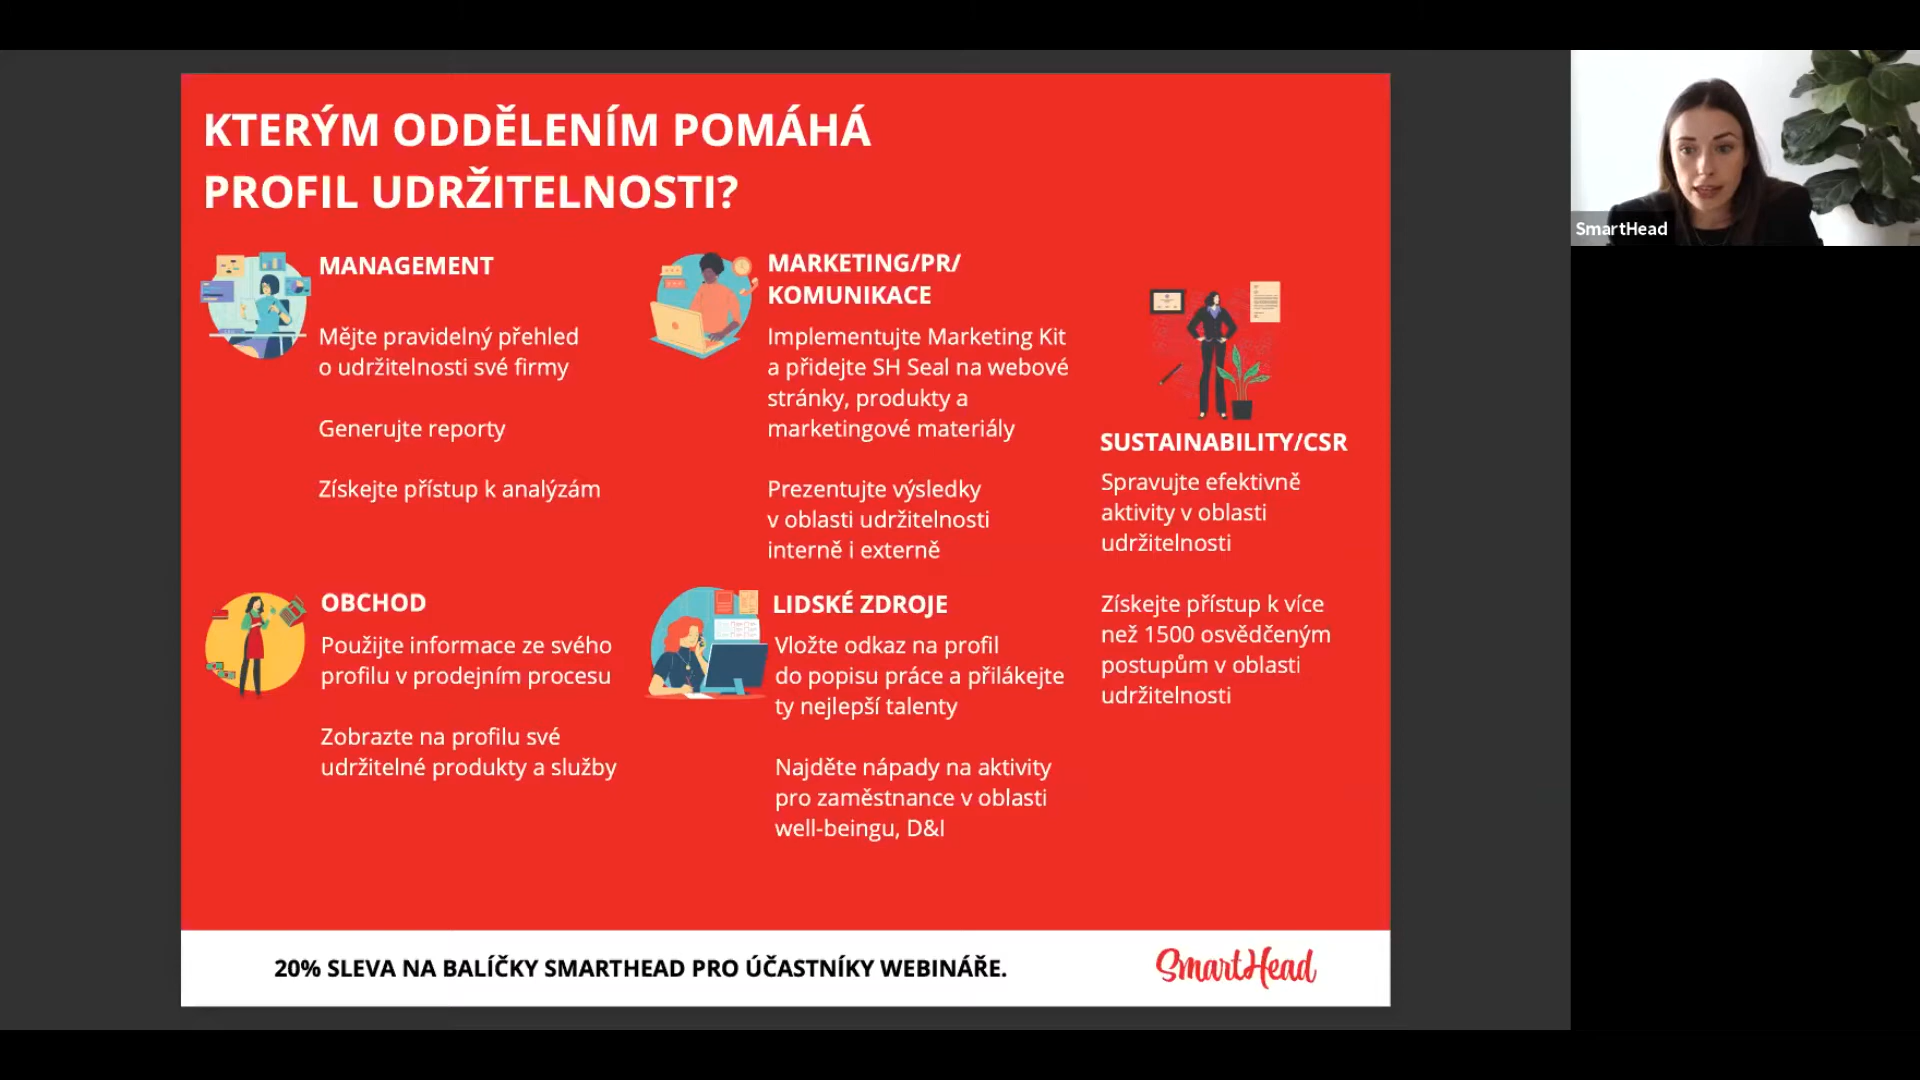 KTERÝM ODDĚLENÍM POMÁHÁ
PROFIL UDRŽITELNOSTI?
MANAGEMENT
Mějte pravidelný přehled
o udržitelnosti své firmy
Generujte reporty
Získejte přístup k analýzám
MARKETING/PR/
KOMUNIKACE
Implementujte Marketing Kit
a přidejte SH Seal na webové
stránky, produkty a
marketingové materiály
Prezentujte výsledky
v oblasti udržitelnosti
interně i externě
SUSTAINABILITY/CSR
Spravujte efektivně
aktivity v oblasti
udržitelnosti
Získejte přístup k více
než 1500 osvědčeným
postupům v oblasti
udržitelnosti
OBCHOD
Použijte informace ze svého
profilu v prodejním procesu
Zobrazte na profilu své
udržitelné produkty a služby
LIDSKÉ ZDROJE
Vložte odkaz na profil
do popisu práce a přilákejte
ty nejlepší talenty
Najděte nápady na aktivity
pro zaměstnance v oblasti
well-beingu, D&I
20% SLEVA NA BALÍČKY SMARTHEAD PRO ÚČASTNÍKY WEBINÁŘE.
SmartHead
SmartHead